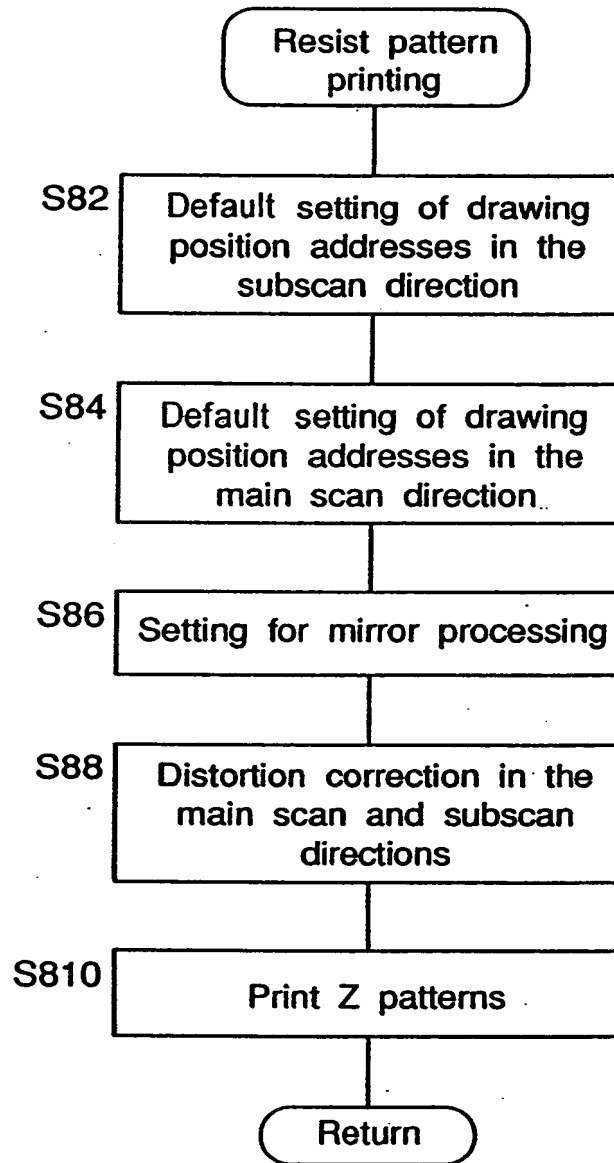 Resist pattern
printing
S82
Default setting of drawing
position addresses in the
subscan direction
S84
Default setting of drawing
position addresses in the
main scan direction
S86
Setting for mirror processing
S88
Distortion correction in the
main scan and subscan
directions
S810
Print Z patterns
Return